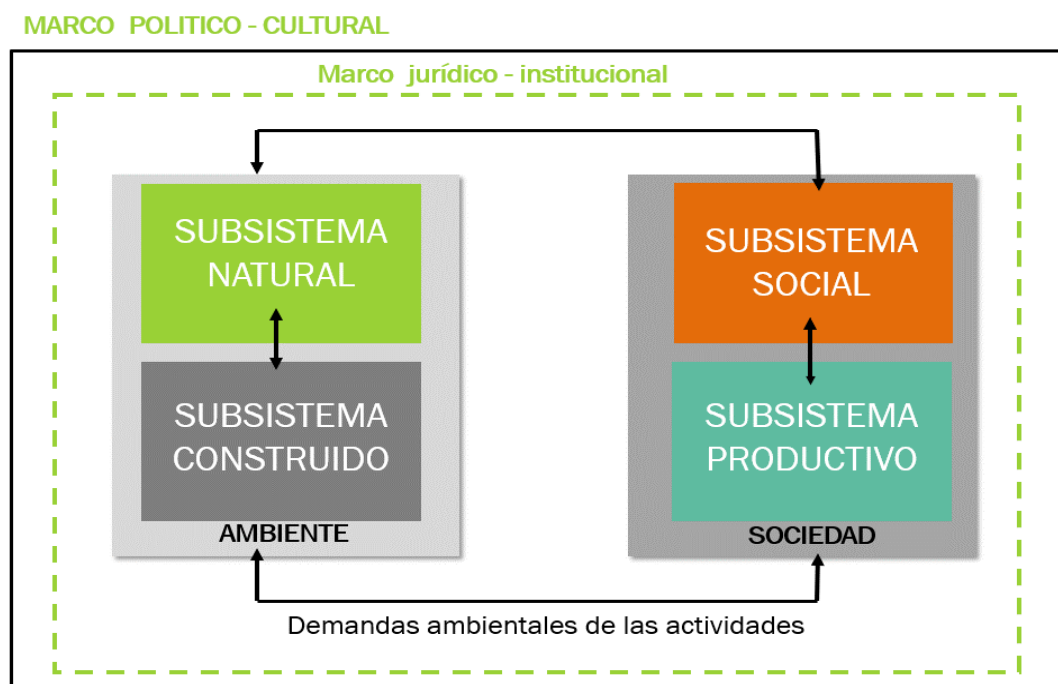 MARCO POLITICO - CULTURAL
Marco jurídico - institucional
SUBSISTEMA
NATURAL
SUBSISTEMA
CONSTRUIDO
AMBIENTE
SUBSISTEMA
SOCIAL
SUBSISTEMA
PRODUCTIVO
SOCIEDAD
Demandas ambientales de las actividades